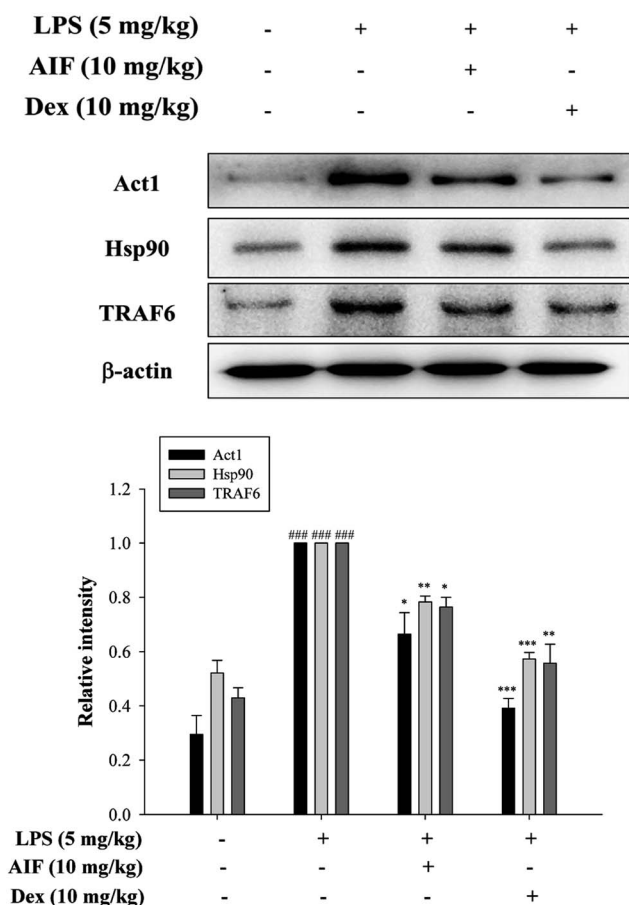 LPS (5 mg/kg) - + + +
AIF (10 mg/kg) - - + -
Dex (10 mg/kg) - - - +
Act1
Hsp90
TRAF6
β-actin
Act1
Hsp90
TRAF6
1.2
1.0
0.8
0.6
0.4
0.2
0.0
Relative intensity
### ### ###
* ** *
*** *** **
LPS (5 mg/kg) - + + +
AIF (10 mg/kg) - - + -
Dex (10 mg/kg) - - - +